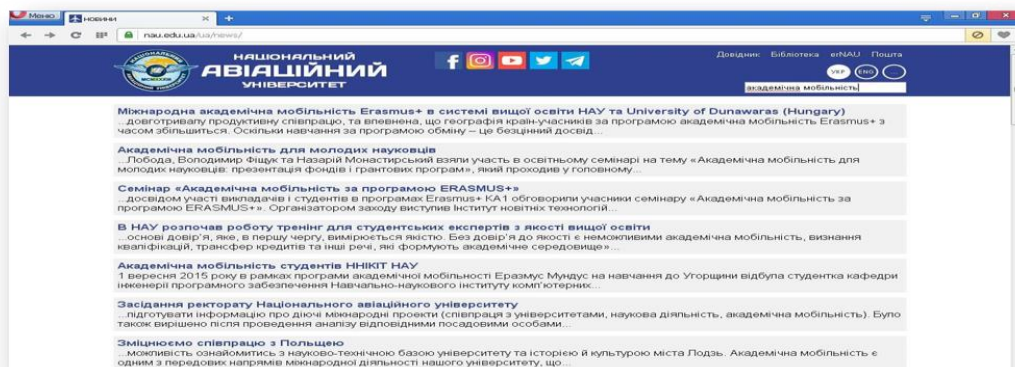 Меню
НОВИНИ
nau.edu.ua/ua/news/
НАЦІОНАЛЬНИЙ
АВІАЦІЙНИЙ
УНІВЕРСИТЕТ
Довідник Бібліотека erNAU Пошта
УКР ENG ...
академічна мобільність
Міжнародна академічна мобільність Erasmus+ в системі вищої освіти НАУ та University of Dunawaras (Hungary)
...довготривалу продуктивну співпрацю, та впевнена, що географія країн-учасників за програмою академічна мобільність Erasmus+ з
часом збільшиться. Оскільки навчання за програмою обміну – це безцінний досвід...
Академічна мобільність для молодих науковців
...Лобода, Володимир Фіщук та Назарій Монастирський взяли участь в освітньому семінарі на тему «Академічна мобільність для
молодих науковців: презентація фондів і грантових програм», який проходив у головному...
Семінар «Академічна мобільність за програмою ERASMUS+»
...досвідом участі викладачів і студентів в програмах Erasmus+ KA1 обговорили учасники семінару «Академічна мобільність за
програмою ERASMUS+». Організатором заходу виступив Інститут новітніх технологій...
В НАУ розпочав роботу тренінг для студентських експертів з якості вищої освіти
...основі довір'я, яке, в першу чергу, вимірюється якістю. Без довір'я до якості є неможливими академічна мобільність, визнання
кваліфікацій, трансфер кредитів та інші речі, які формують академічне середовище»...
Академічна мобільність студентів ННІКІТ НАУ
1 вересня 2015 року в рамках програми академічної мобільності Еразмус Мундус на навчання до Угорщини відбула студентка кафедри
інженерії програмного забезпечення Навчально-наукового інституту комп'ютерних...
Засідання ректорату Національного авіаційного університету
...підготувати інформацію про діючі міжнародні проекти (співпраця з університетами, наукова діяльність, академічна мобільність). Було
також вирішено після проведення аналізу відповідними посадовими особами...
Зміцнюємо співпрацю з Польщею
...можливість ознайомитись з науково-технічною базою університету та історією й культурою міста Лодзь. Академічна мобільність є
одним з передових напрямів міжнародної діяльності нашого університету, що...